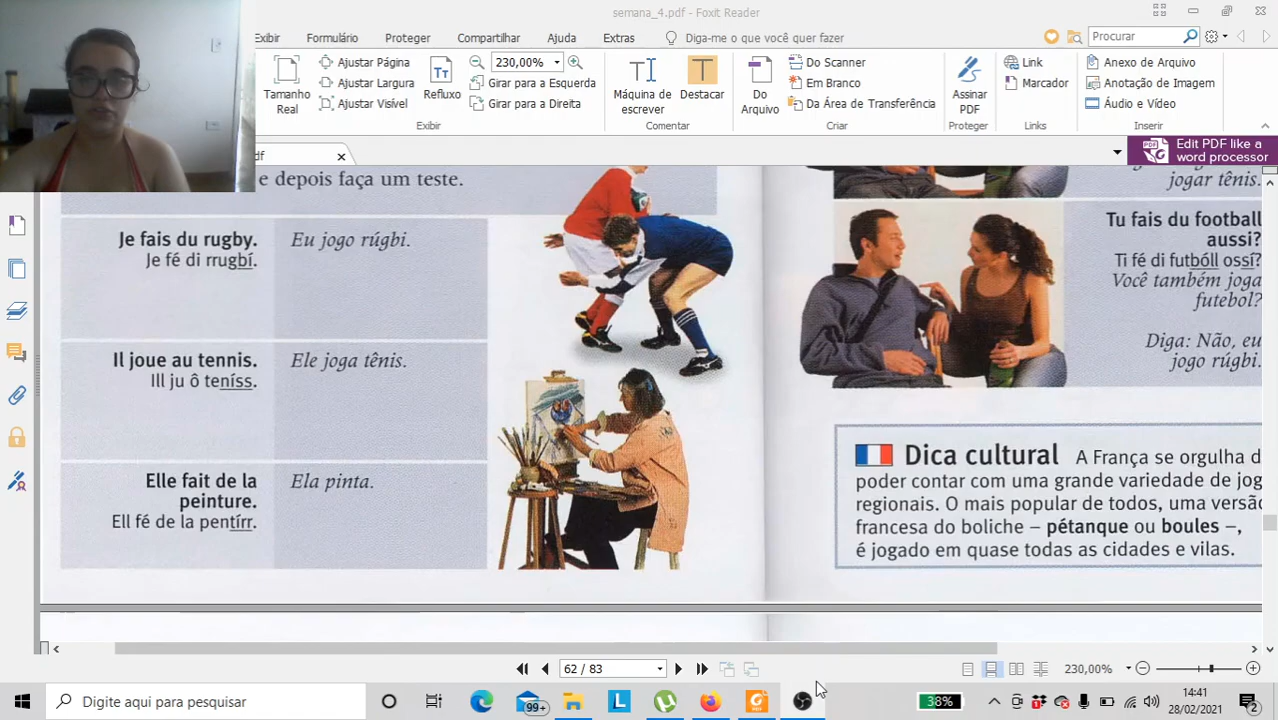 semana_4.pdf - Foxit Reader
Exibir Formulário Proteger Compartilhar Ajuda Extras Diga-me o que você quer fazer Procurar
Tamanho Real
Ajustar Página
Ajustar Largura
Ajustar Visível
Refluxo
230,00%
Girar para a Esquerda
Girar para a Direita
Exibir
Máquina de escrever
Destacar
Comentar
Do Arquivo
Do Scanner
Em Branco
Da Área de Transferência
Criar
Assinar PDF
Proteger
Link
Marcador
Links
Anexo de Arquivo
Anotação de Imagem
Áudio e Vídeo
Inserir
df
Edit PDF like a
word processor
e depois faça um teste.
Je fais du rugby.
Je fé di rrugbí.
Eu jogo rúgbi.
Il joue au tennis.
Ill ju ô teníss.
Ele joga tênis.
Elle fait de la
peinture.
Ell fé de la pentírr.
Ela pinta.
jogar tênis.
Tu fais du football
aussi?
Ti fé di futbóll ossí?
Você também joga
futebol?
Diga: Não, eu
jogo rúgbi.
Dica cultural A França se orgulha d
poder contar com uma grande variedade de jog
regionais. O mais popular de todos, uma versã
francesa do boliche – pétanque ou boules –,
é jogado em quase todas as cidades e vilas.
62 / 83
230,00%
Digite aqui para pesquisar
99+
38%
14:41
28/02/2021
2